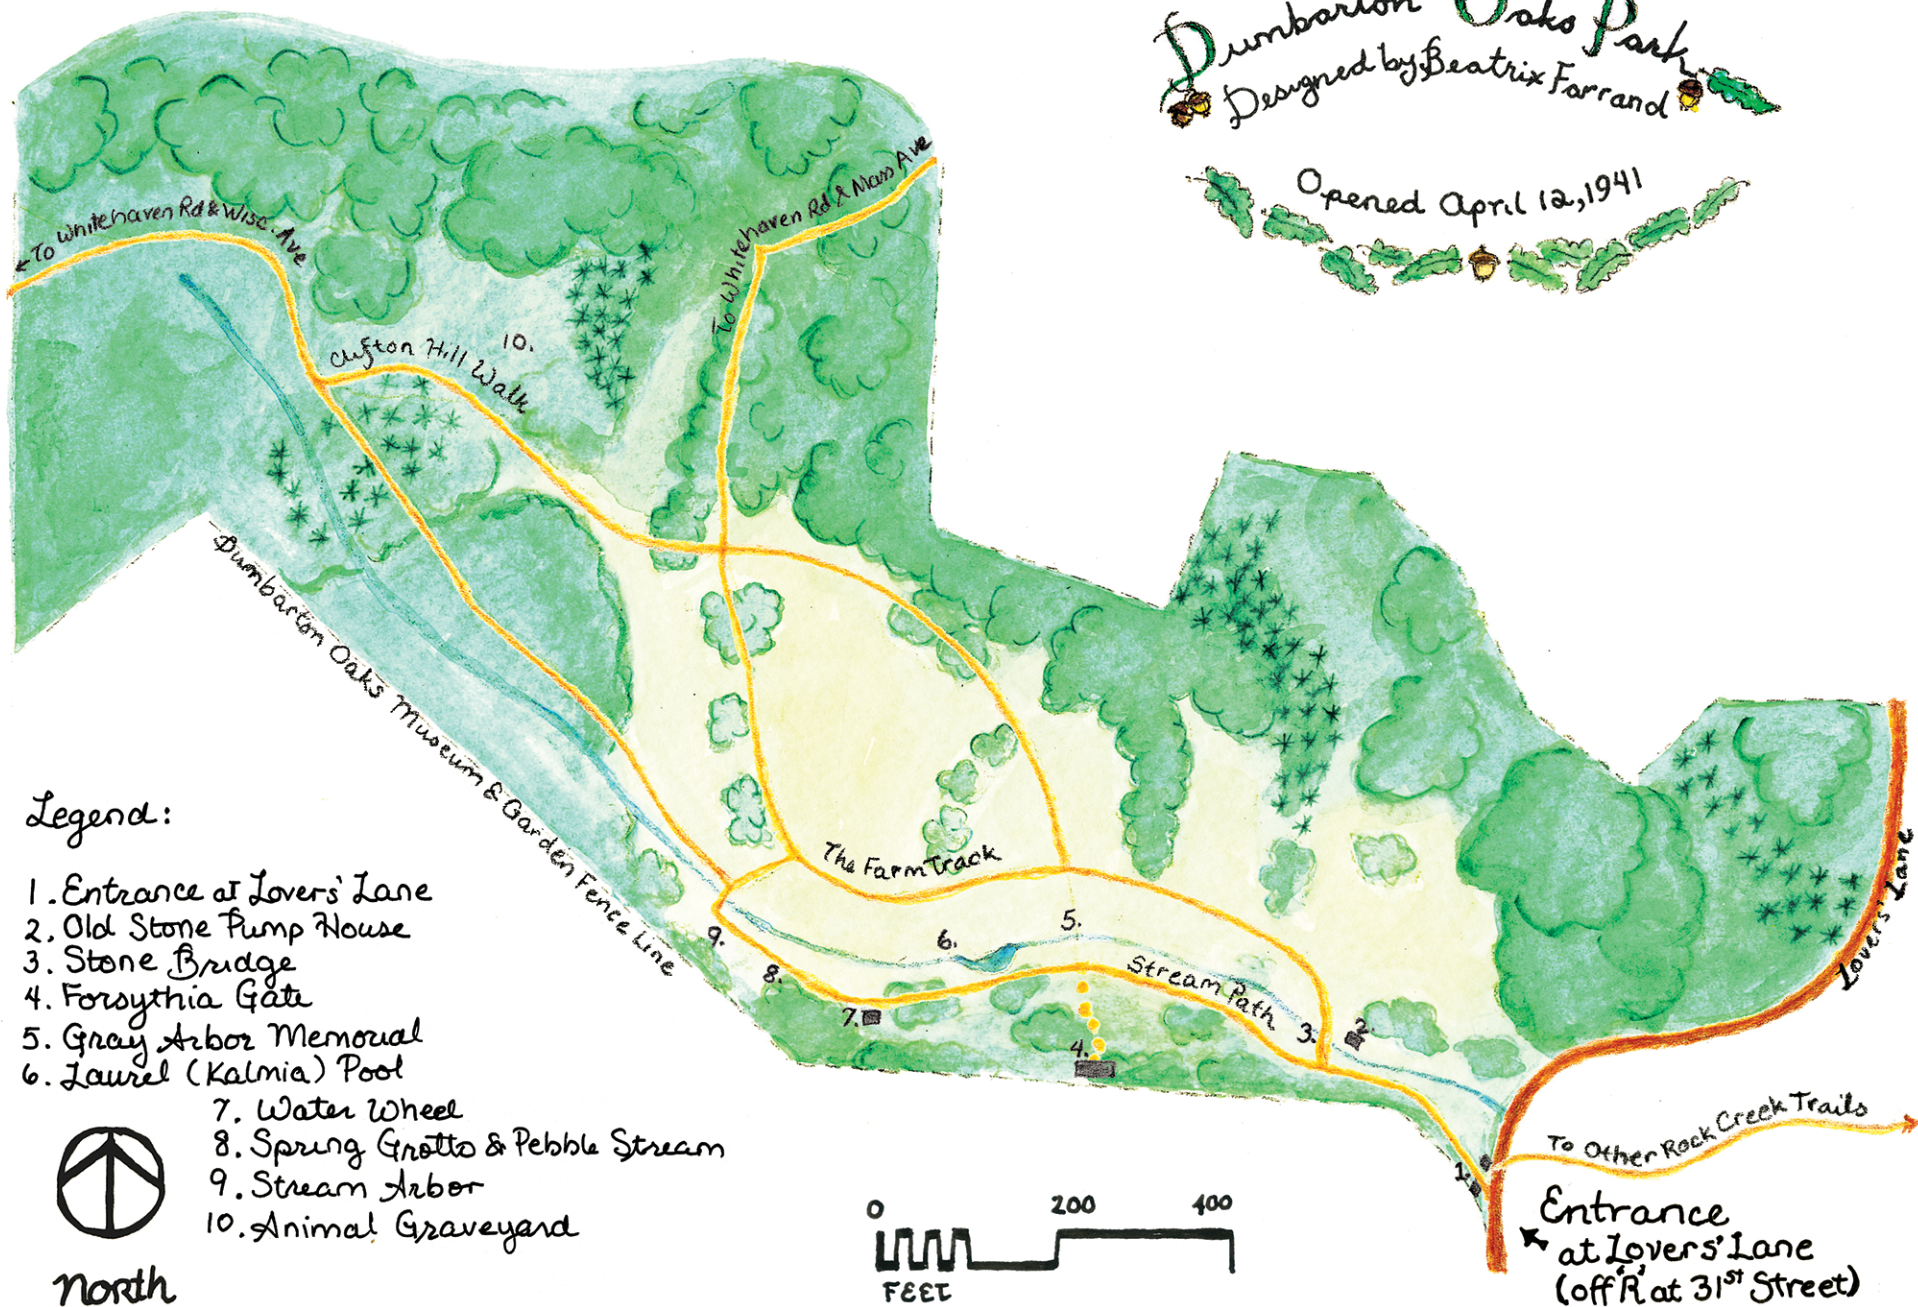 Dumbarton Oaks Park
Designed by Beatrix Farrand
Opened April 12, 1941
←To Whitehaven Rd & Wisc. Ave
To Whitehaven Rd & Mass Ave
Clifton Hill Walk
10.
Dumbarton Oaks Museum & Garden Fence Line
The Farm Track
5.
6.
9.
8.
Stream Path
7.
4.
3.
2.
1.
Lovers' Lane
To Other Rock Creek Trails
Entrance
at Lovers' Lane
(off 'R' at 31st Street)
Legend:
1. Entrance at Lovers' Lane
2. Old Stone Pump House
3. Stone Bridge
4. Forsythia Gate
5. Gray Arbor Memorial
6. Laurel (Kalmia) Pool
7. Water Wheel
8. Spring Grotto & Pebble Stream
9. Stream Arbor
10. Animal Graveyard
North
0 200 400
FEET